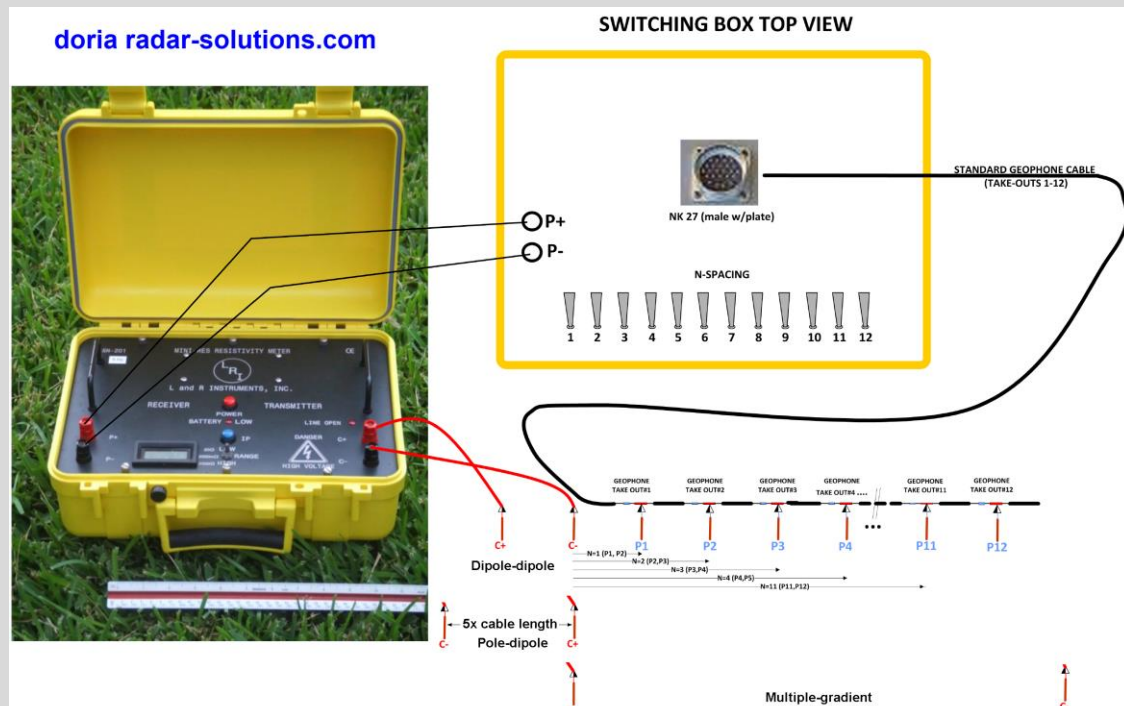 doria radar-solutions.com
SWITCHING BOX TOP VIEW
NK 27 (male w/plate)
STANDARD GEOPHONE CABLE
(TAKE-OUTS 1-12)
P+
P-
N-SPACING
1 2 3 4 5 6 7 8 9 10 11 12
MINI-RES RESISTIVITY METER
CE
LRI
L and R INSTRUMENTS, INC.
RECEIVER
TRANSMITTER
POWER
BATTERY LOW
LINE OPEN
P+
P-
IP
LOW
RANGE
HIGH
DANGER
HIGH VOLTAGE
C+
C-
GEOPHONE
TAKE OUT#1
GEOPHONE
TAKE OUT#2
GEOPHONE
TAKE OUT#3
GEOPHONE
TAKE OUT#4 ....
GEOPHONE
TAKE OUT#11
GEOPHONE
TAKE OUT#12
...
C+ C- P1 P2 P3 P4 P11 P12
Dipole-dipole
N=1 (P1, P2)
N=2 (P2,P3)
N=3 (P3,P4)
N=4 (P4,P5)
N=11 (P11,P12)
5x cable length
Pole-dipole
C- C+
Multiple-gradient